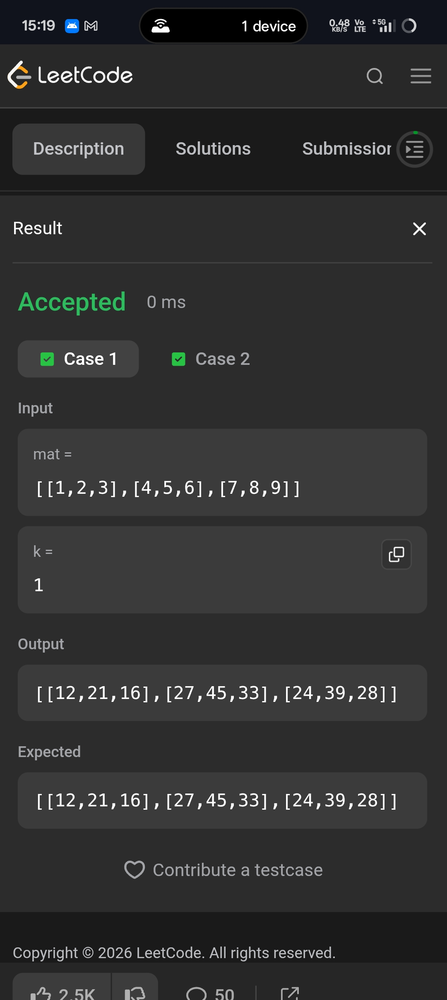 15:19
1 device
0.48 KB/S
Vo LTE
5G
LeetCode
Description Solutions Submission
Result
Accepted 0 ms
Case 1 Case 2
Input
mat =
[[1,2,3],[4,5,6],[7,8,9]]
k =
1
Output
[[12,21,16],[27,45,33],[24,39,28]]
Expected
[[12,21,16],[27,45,33],[24,39,28]]
Contribute a testcase
Copyright © 2026 LeetCode. All rights reserved.
2.5K 50